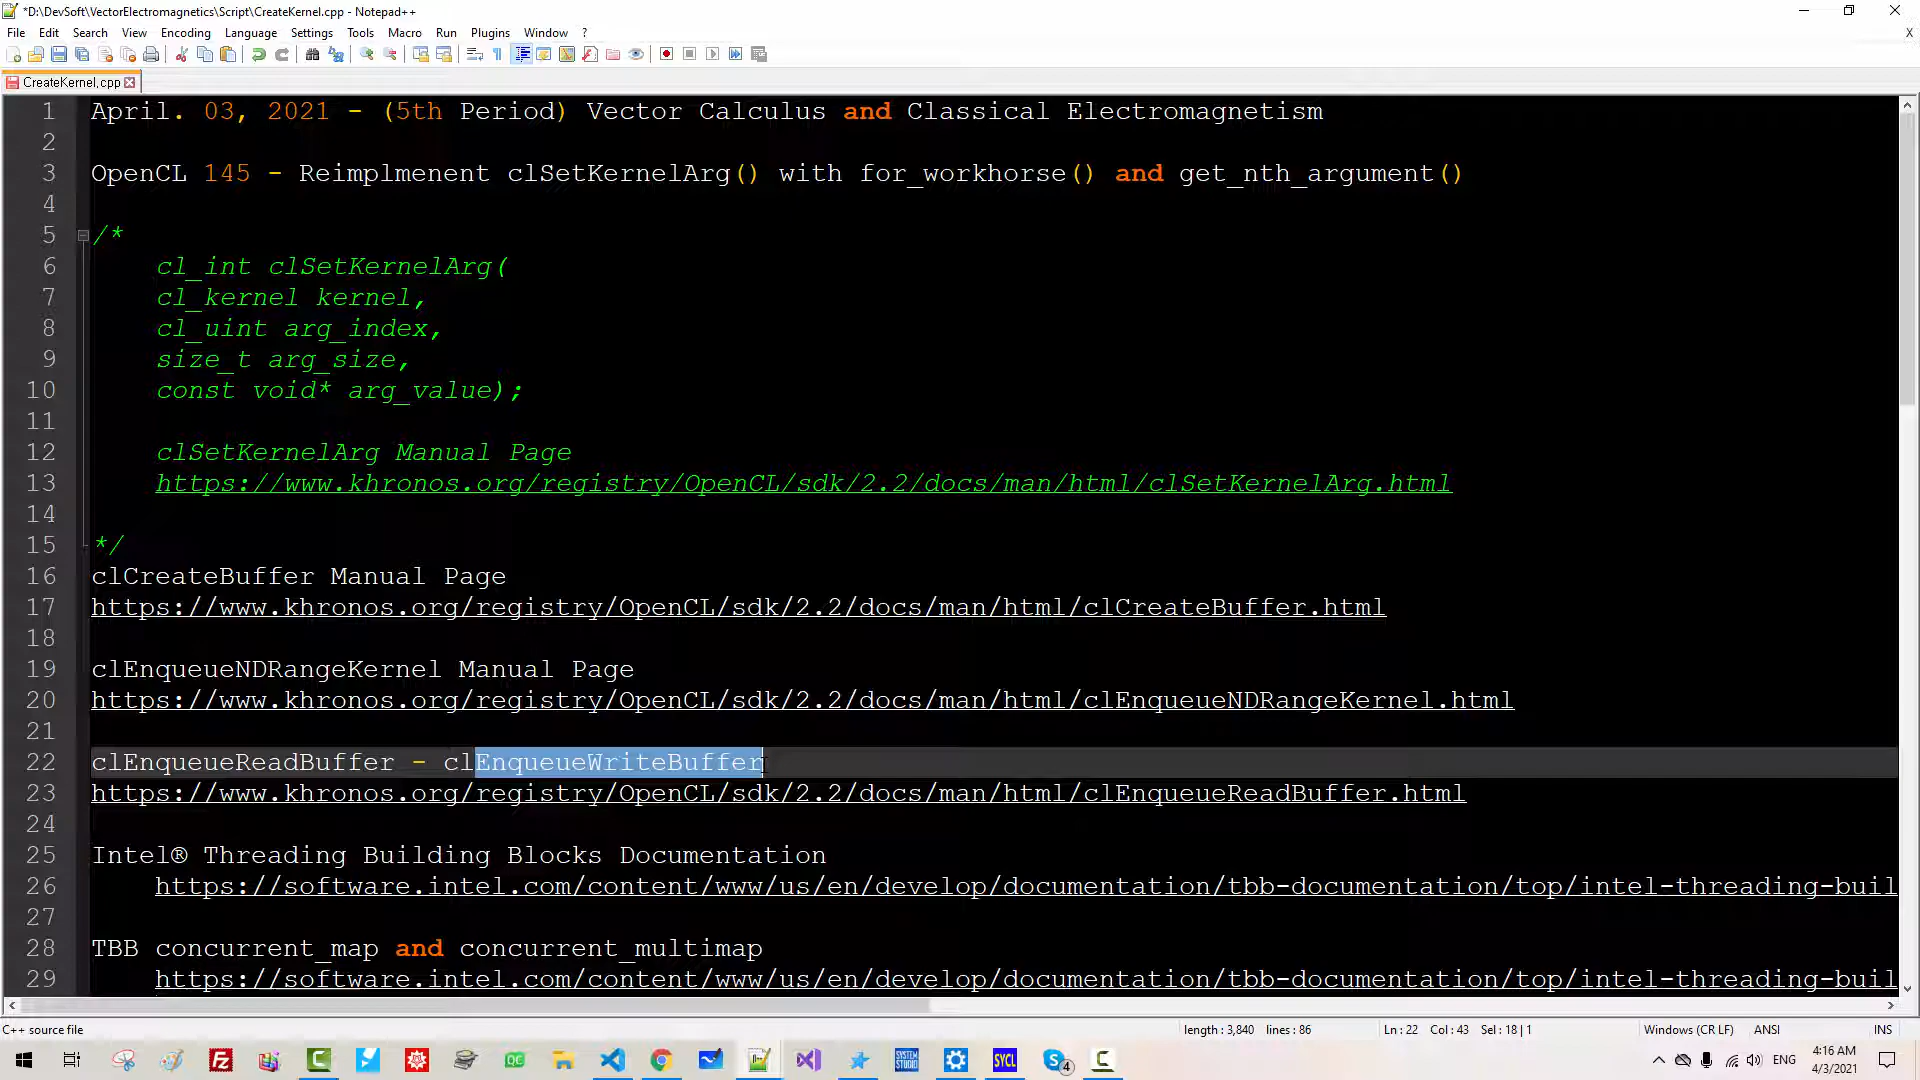 *D:\DevSoft\VectorElectromagnetics\Script\CreateKernel.cpp - Notepad++
File Edit Search View Encoding Language Settings Tools Macro Run Plugins Window ? X
CreateKernel.cpp
1 April. 03, 2021 - (5th Period) Vector Calculus and Classical Electromagnetism
2
3 OpenCL 145 - Reimplmenent clSetKernelArg() with for_workhorse() and get_nth_argument()
4
5 /*
6 cl_int clSetKernelArg(
7 cl_kernel kernel,
8 cl_uint arg_index,
9 size_t arg_size,
10 const void* arg_value);
11
12 clSetKernelArg Manual Page
13 https://www.khronos.org/registry/OpenCL/sdk/2.2/docs/man/html/clSetKernelArg.html
14
15 */
16 clCreateBuffer Manual Page
17 https://www.khronos.org/registry/OpenCL/sdk/2.2/docs/man/html/clCreateBuffer.html
18
19 clEnqueueNDRangeKernel Manual Page
20 https://www.khronos.org/registry/OpenCL/sdk/2.2/docs/man/html/clEnqueueNDRangeKernel.html
21
22 clEnqueueReadBuffer - clEnqueueWriteBuffer
23 https://www.khronos.org/registry/OpenCL/sdk/2.2/docs/man/html/clEnqueueReadBuffer.html
24
25 Intel® Threading Building Blocks Documentation
26 https://software.intel.com/content/www/us/en/develop/documentation/tbb-documentation/top/intel-threading-buil
27
28 TBB concurrent_map and concurrent_multimap
29 https://software.intel.com/content/www/us/en/develop/documentation/tbb-documentation/top/intel-threading-buil
C++ source file length : 3,840 lines : 86 Ln : 22 Col : 43 Sel : 18 | 1 Windows (CR LF) ANSI INS
QC SYSTEM STUDIO SYCL 4 ENG 4:16 AM
4/3/2021